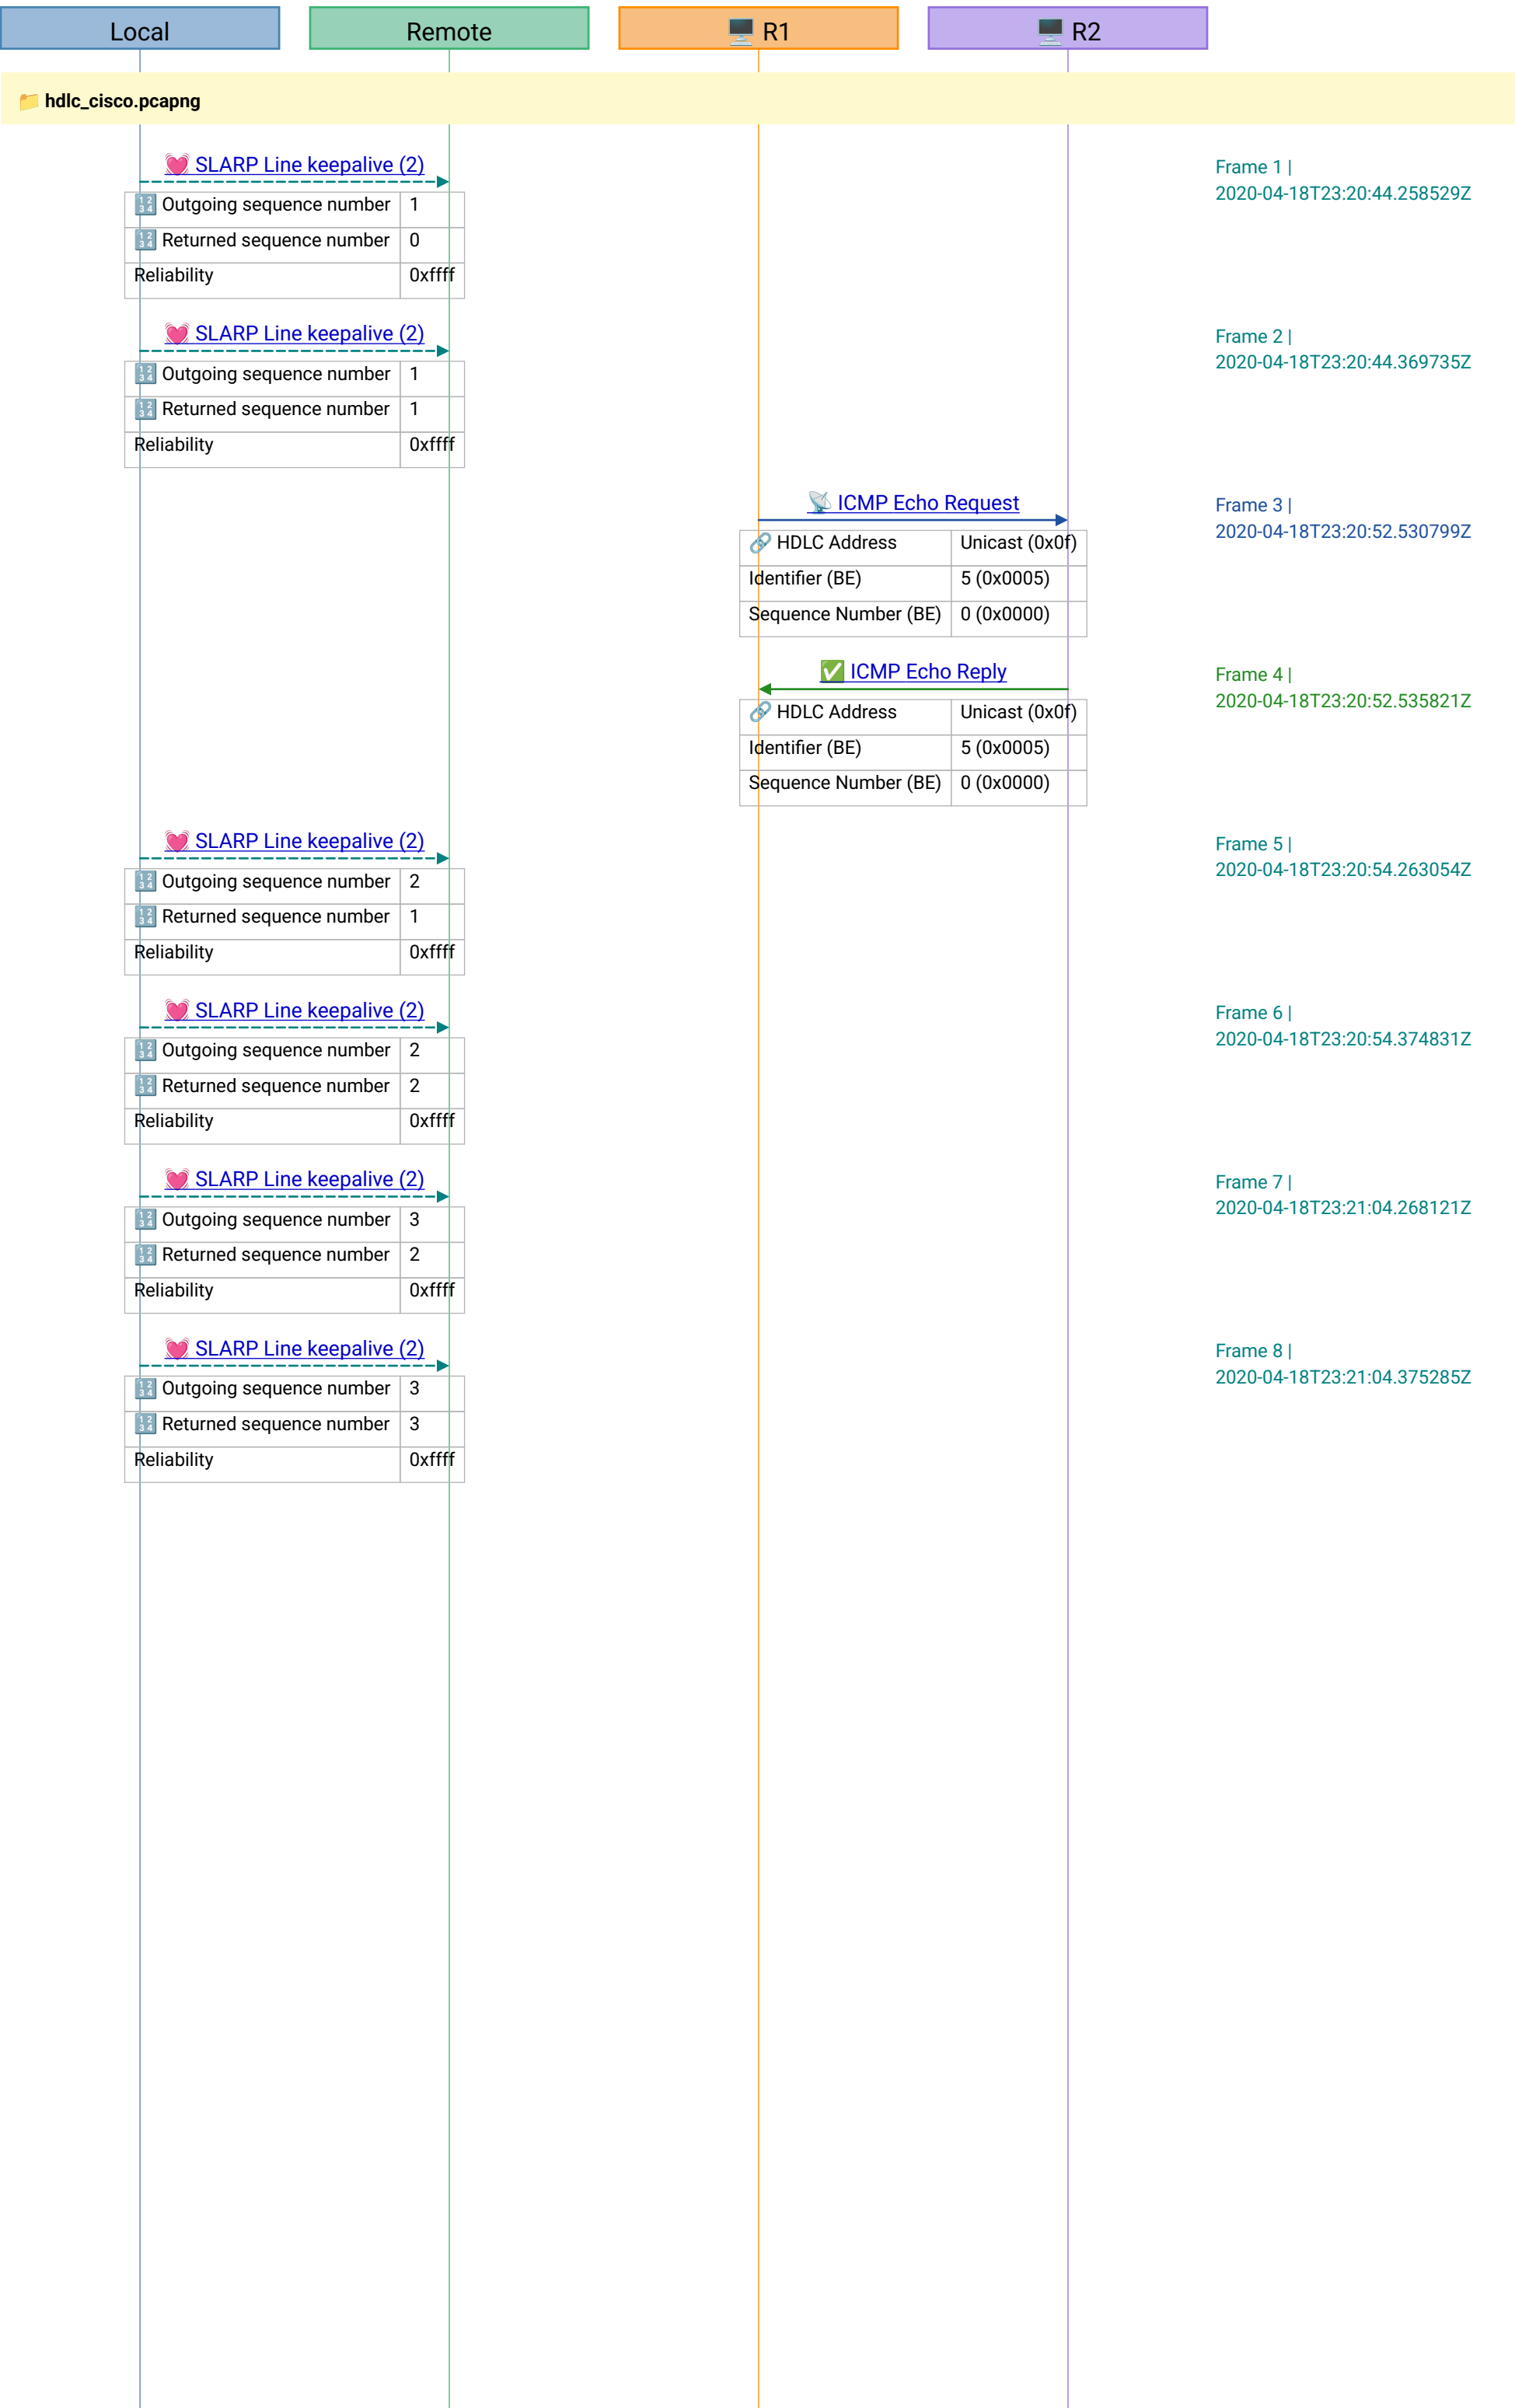 Local
Remote
🖥️ R1
🖥️ R2
📁 hdlc_cisco.pcapng
💓 SLARP Line keepalive (2)
Frame 1 |
2020-04-18T23:20:44.258529Z
🔢 Outgoing sequence number 1
🔢 Returned sequence number 0
Reliability 0xffff
💓 SLARP Line keepalive (2)
Frame 2 |
2020-04-18T23:20:44.369735Z
🔢 Outgoing sequence number 1
🔢 Returned sequence number 1
Reliability 0xffff
📡 ICMP Echo Request
Frame 3 |
2020-04-18T23:20:52.530799Z
🔗 HDLC Address Unicast (0x0f)
Identifier (BE) 5 (0x0005)
Sequence Number (BE) 0 (0x0000)
✅ ICMP Echo Reply
Frame 4 |
2020-04-18T23:20:52.535821Z
🔗 HDLC Address Unicast (0x0f)
Identifier (BE) 5 (0x0005)
Sequence Number (BE) 0 (0x0000)
💓 SLARP Line keepalive (2)
Frame 5 |
2020-04-18T23:20:54.263054Z
🔢 Outgoing sequence number 2
🔢 Returned sequence number 1
Reliability 0xffff
💓 SLARP Line keepalive (2)
Frame 6 |
2020-04-18T23:20:54.374831Z
🔢 Outgoing sequence number 2
🔢 Returned sequence number 2
Reliability 0xffff
💓 SLARP Line keepalive (2)
Frame 7 |
2020-04-18T23:21:04.268121Z
🔢 Outgoing sequence number 3
🔢 Returned sequence number 2
Reliability 0xffff
💓 SLARP Line keepalive (2)
Frame 8 |
2020-04-18T23:21:04.375285Z
🔢 Outgoing sequence number 3
🔢 Returned sequence number 3
Reliability 0xffff